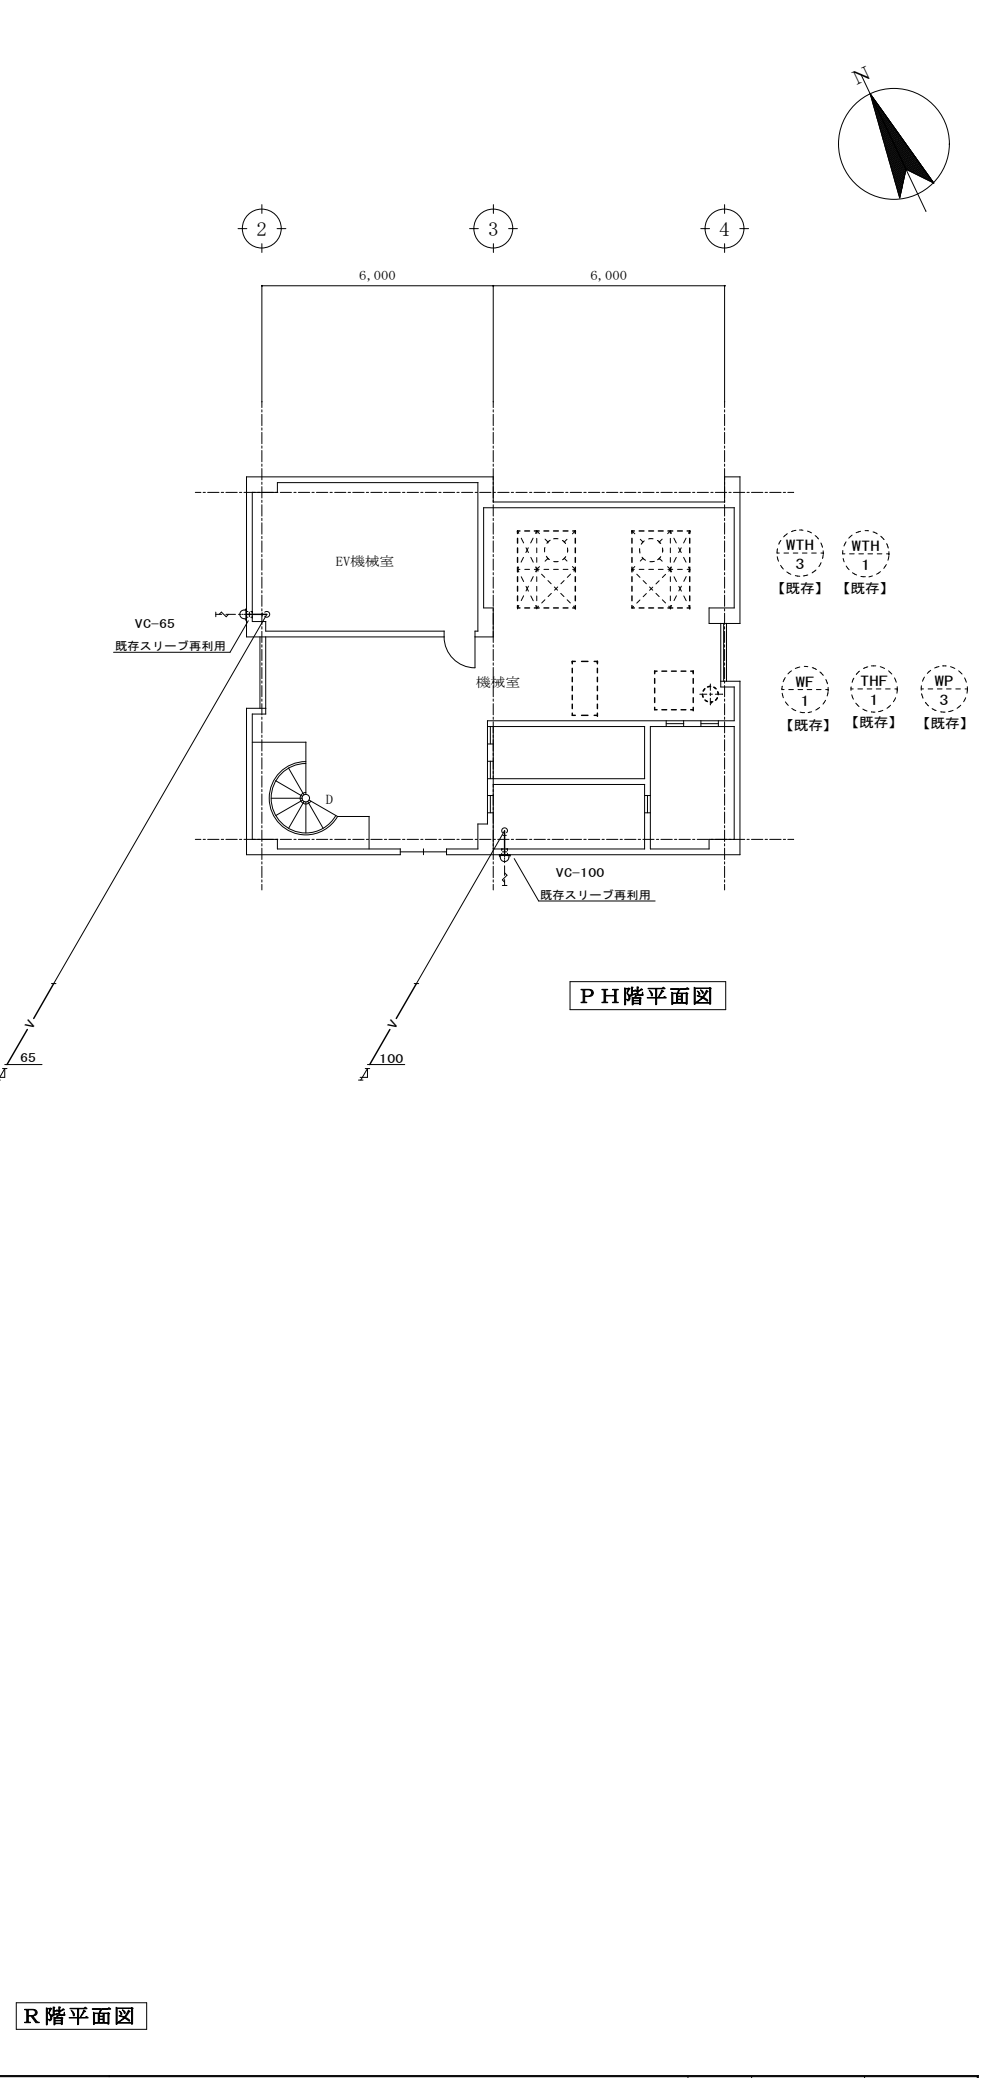 N
2 3 4
6,000 6,000
EV機械室
WTH
3
【既存】
WTH
1
【既存】
VC-65
既存スリーブ再利用
機械室
WF
1
【既存】
THF
1
【既存】
WP
3
【既存】
D
VC-100
既存スリーブ再利用
PH階平面図
V
65
V
100
R階平面図